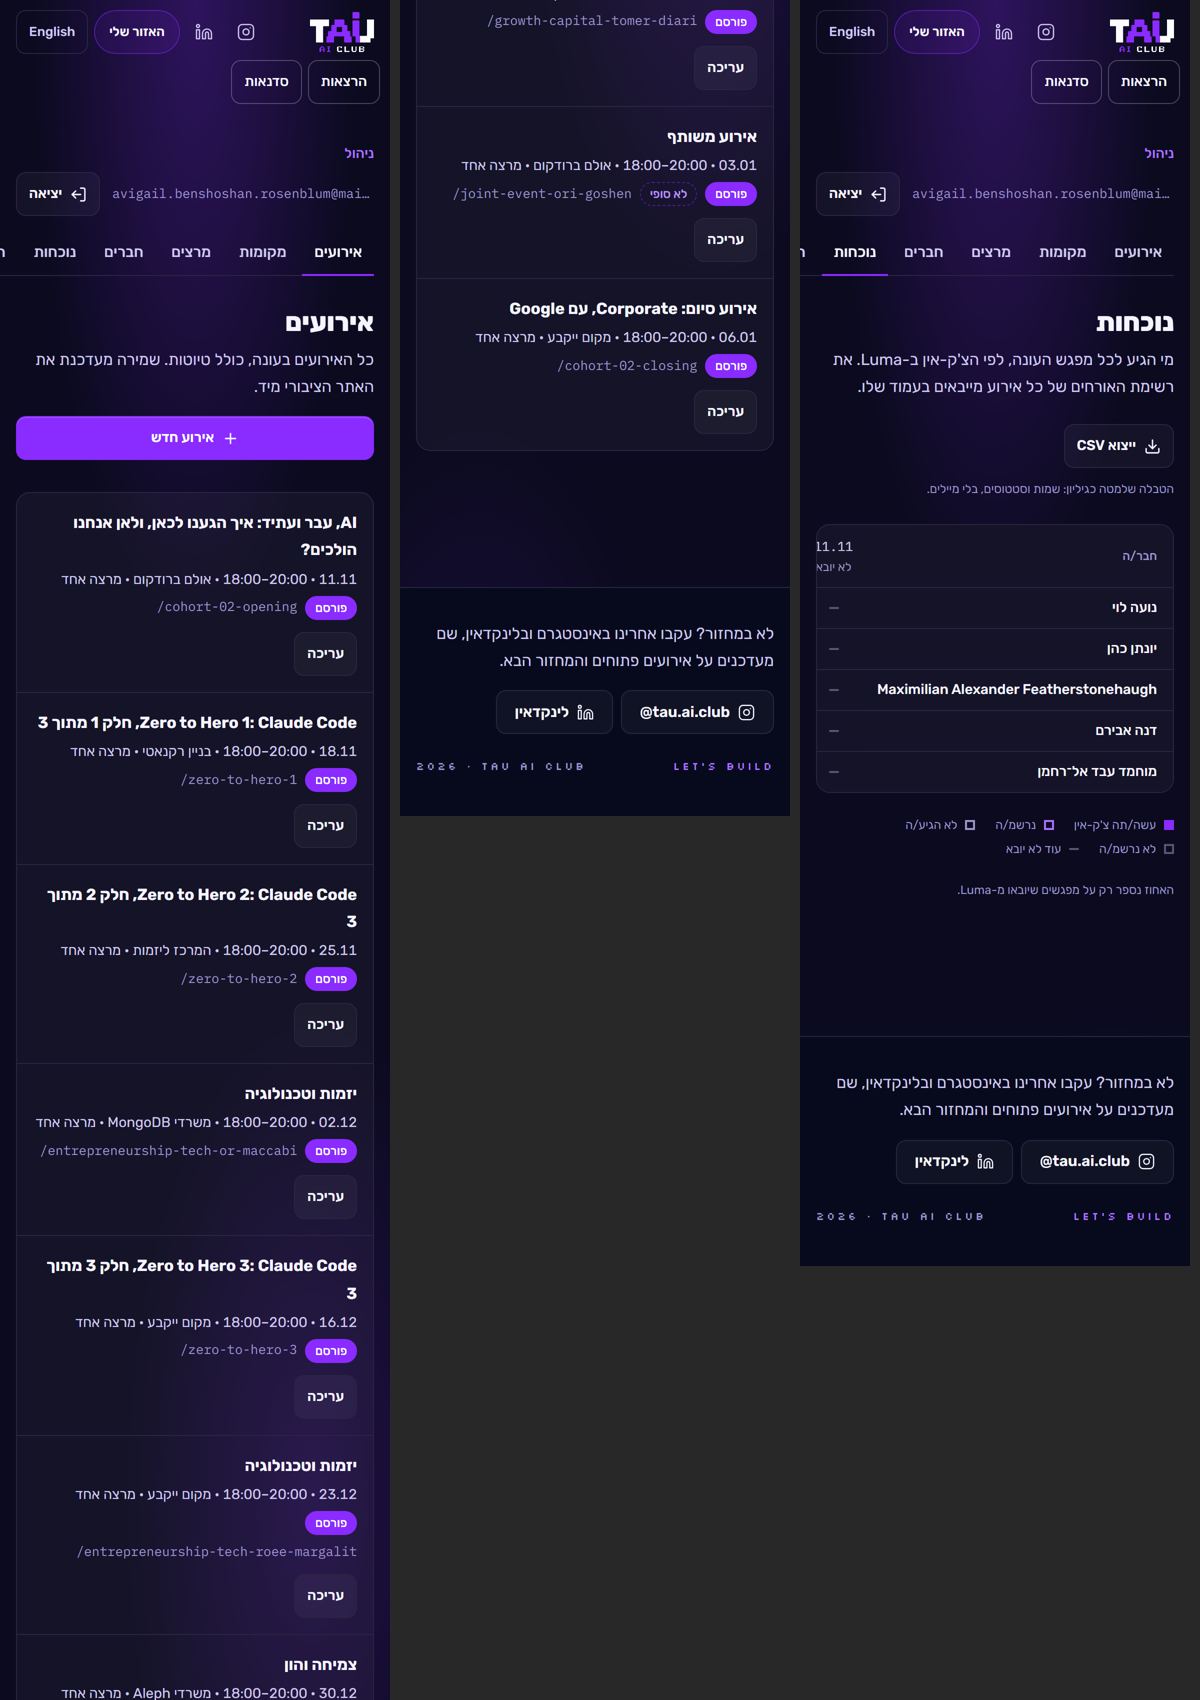 TAU
AI CLUB
האזור שלי
English
הרצאות
סדנאות
ניהול
avigail.benshoshan.rosenblum@mai…
יציאה
אירועים
מקומות
מרצים
חברים
נוכחות
אירועים
כל האירועים בעונה, כולל טיוטות. שמירה מעדכנת את
האתר הציבורי מיד.
אירוע חדש
AI, עבר ועתיד: איך הגענו לכאן, ולאן אנחנו
הולכים?
11.11 • 18:00–20:00 • אולם ברודקום • מרצה אחד
פורסם
/cohort-02-opening
עריכה
Zero to Hero 1: Claude Code, חלק 1 מתוך 3
18.11 • 18:00–20:00 • בניין רקנאטי • מרצה אחד
פורסם
/zero-to-hero-1
עריכה
Zero to Hero 2: Claude Code, חלק 2 מתוך
3
25.11 • 18:00–20:00 • המרכז ליזמות • מרצה אחד
פורסם
/zero-to-hero-2
עריכה
יזמות וטכנולוגיה
02.12 • 18:00–20:00 • משרדי MongoDB • מרצה אחד
פורסם
/entrepreneurship-tech-or-maccabi
עריכה
Zero to Hero 3: Claude Code, חלק 3 מתוך
3
16.12 • 18:00–20:00 • מקום ייקבע • מרצה אחד
פורסם
/zero-to-hero-3
עריכה
יזמות וטכנולוגיה
23.12 • 18:00–20:00 • מקום ייקבע • מרצה אחד
פורסם
/entrepreneurship-tech-roee-margalit
עריכה
צמיחה והון
30.12 • 18:00–20:00 • משרדי Aleph • מרצה אחד
פורסם
/growth-capital-tomer-diari
עריכה
אירוע משותף
03.01 • 18:00–20:00 • אולם ברודקום • מרצה אחד
פורסם
לא סופי
/joint-event-ori-goshen
עריכה
אירוע סיום: Corporate, עם Google
06.01 • 18:00–20:00 • מקום ייקבע • מרצה אחד
פורסם
/cohort-02-closing
עריכה
לא במחזור? עקבו אחרינו באינסטגרם ובלינקדאין, שם
מעדכנים על אירועים פתוחים והמחזור הבא.
@tau.ai.club
לינקדאין
LET'S BUILD
2026 · TAU AI CLUB
TAU
AI CLUB
האזור שלי
English
הרצאות
סדנאות
ניהול
avigail.benshoshan.rosenblum@mai…
יציאה
אירועים
מקומות
מרצים
חברים
נוכחות
נוכחות
מי הגיע לכל מפגש העונה, לפי הצ'ק-אין ב-Luma. את
רשימת האורחים של כל אירוע מייבאים בעמוד שלו.
ייצוא CSV
הטבלה שלמטה כגיליון: שמות וסטטוסים, בלי מיילים.
חבר/ה
11.11
לא יובא
נועה לוי
—
יונתן כהן
—
Maximilian Alexander Featherstonehaugh
—
דנה אבירם
—
מוחמד עבד אל־רחמן
—
עשה/תה צ'ק-אין
נרשמ/ה
לא הגיע/ה
לא נרשמ/ה
— עוד לא יובא
האחוז נספר רק על מפגשים שיובאו מ-Luma.
לא במחזור? עקבו אחרינו באינסטגרם ובלינקדאין, שם
מעדכנים על אירועים פתוחים והמחזור הבא.
@tau.ai.club
לינקדאין
LET'S BUILD
2026 · TAU AI CLUB